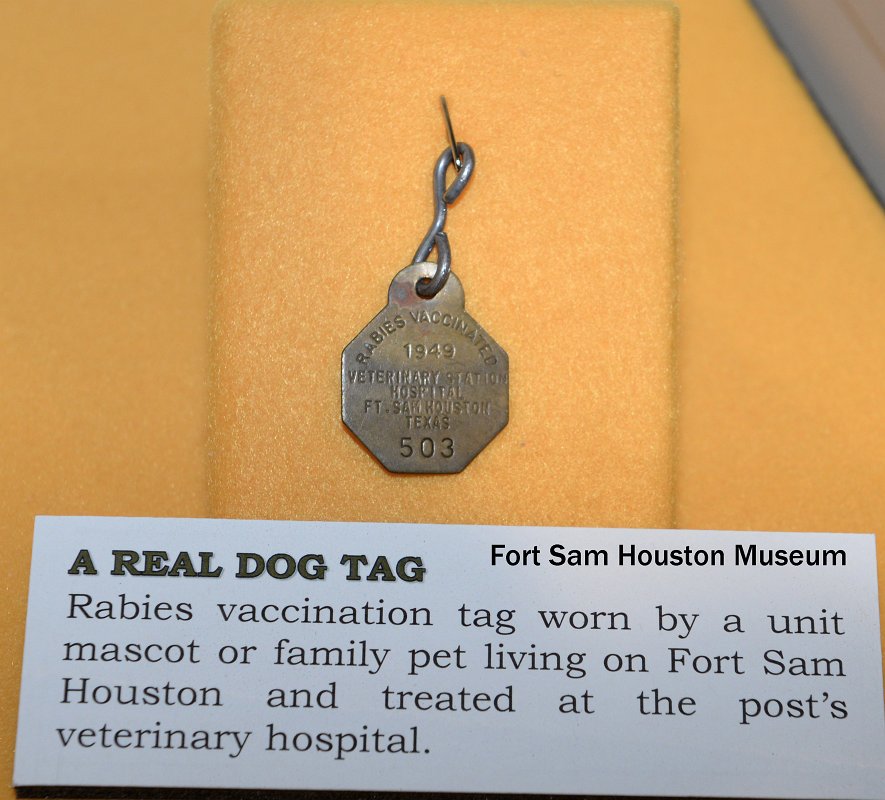 RABIES VACCINATED
1949
VETERINARY STATION
HOSPITAL
FT. SAM HOUSTON
TEXAS
503
A REAL DOG TAG
Fort Sam Houston Museum
Rabies vaccination tag worn by a unit
mascot or family pet living on Fort Sam
Houston and treated at the post's
veterinary hospital.